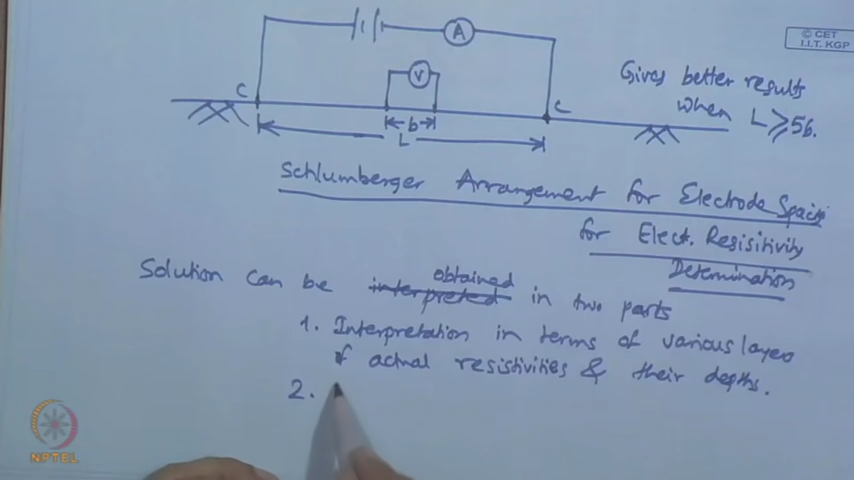 © CET
I.I.T. KGP
A
V
C
C
b
L
Gives better results
when L ≥ 5b.
Schlumberger Arrangement for Electrode Spacing
for Elect. Resisitivity
Determination
Solution can be interpreted obtained in two parts
1. Interpretation in terms of various layers
of actual resistivities & their depths.
2.
NPTEL